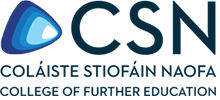 CSN
COLÁISTE STIOFÁIN NAOFA
COLLEGE OF FURTHER EDUCATION